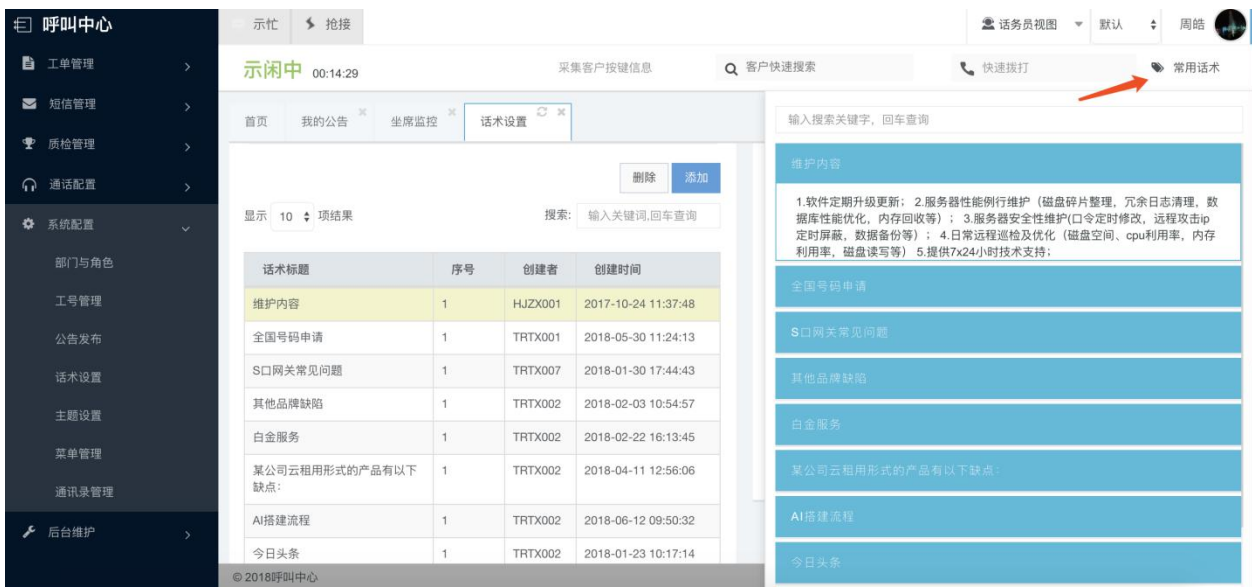 呼叫中心
示忙 抢接 话务员视图 默认 周皓
工单管理
短信管理
质检管理
通话配置
系统配置
部门与角色
工号管理
公告发布
话术设置
主题设置
菜单管理
通讯录管理
后台维护
示闲中 00:14:29 采集客户按键信息 客户快速搜索 快速拨打 常用话术
首页 我的公告 坐席监控 话术设置
删除 添加
显示 10 项结果 搜索: 输入关键词,回车查询
话术标题 序号 创建者 创建时间
维护内容 1 HJZX001 2017-10-24 11:37:48
全国号码申请 1 TRTX001 2018-05-30 11:24:13
S口网关常见问题 1 TRTX007 2018-01-30 17:44:43
其他品牌缺陷 1 TRTX002 2018-02-03 10:54:57
白金服务 1 TRTX002 2018-02-22 16:13:45
某公司云租用形式的产品有以下 1 TRTX002 2018-04-11 12:56:06
缺点:
AI搭建流程 1 TRTX002 2018-06-12 09:50:32
今日头条 1 TRTX002 2018-01-23 10:17:14
© 2018呼叫中心
输入搜索关键字，回车查询
维护内容
1.软件定期升级更新；2.服务器性能例行维护（磁盘碎片整理，冗余日志清理，数
据库性能优化，内存回收等）；3.服务器安全性维护(口令定时修改，远程攻击ip
定时屏蔽，数据备份等）；4.日常远程巡检及优化（磁盘空间、cpu利用率，内存
利用率，磁盘读写等）5.提供7x24小时技术支持；
全国号码申请
S口网关常见问题
其他品牌缺陷
白金服务
某公司云租用形式的产品有以下缺点:
AI搭建流程
今日头条